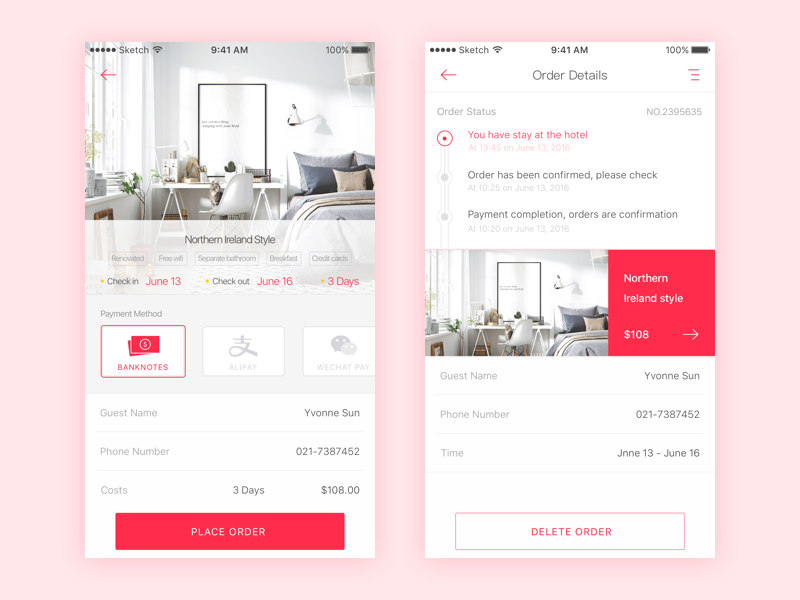 Sketch 9:41 AM 100%
Northern Ireland Style
Renovated Free wifi Separate bathroom Breakfast Credit cards
Check in June 13 Check out June 16 3 Days
Payment Method
BANKNOTES ALIPAY WECHAT PAY
Guest Name Yvonne Sun
Phone Number 021-7387452
Costs 3 Days $108.00
PLACE ORDER
Sketch 9:41 AM 100%
Order Details
Order Status NO.2395635
You have stay at the hotel
At 13:45 on June 13, 2016
Order has been confirmed, please check
At 10:25 on June 13, 2016
Payment completion, orders are confirmation
At 10:20 on June 13, 2016
Northern
Ireland style
$108
Guest Name Yvonne Sun
Phone Number 021-7387452
Time Jnne 13 - June 16
DELETE ORDER